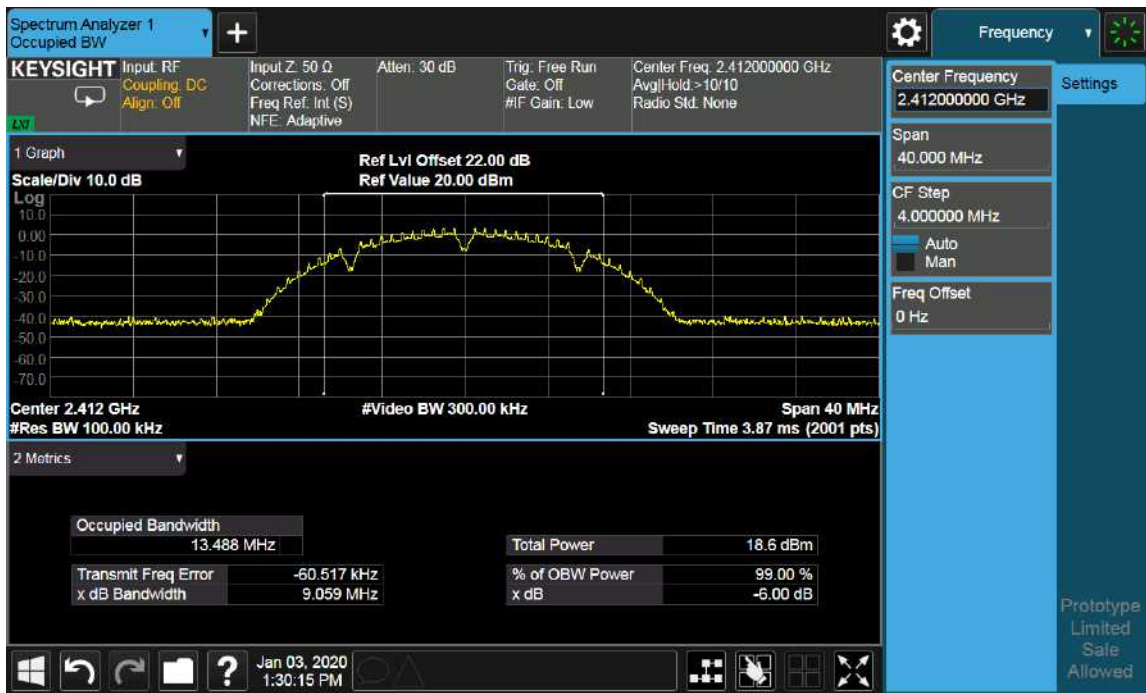 Spectrum Analyzer 1
Occupied BW
Frequency
KEYSIGHT
LXI
Input: RF
Coupling: DC
Align: Off
Input Z: 50 Ω
Corrections: Off
Freq Ref: Int (S)
NFE: Adaptive
Atten: 30 dB
Trig: Free Run
Gate: Off
#IF Gain: Low
Center Freq: 2.412000000 GHz
Avg|Hold:>10/10
Radio Std: None
1 Graph
Scale/Div 10.0 dB
Ref Lvl Offset 22.00 dB
Ref Value 20.00 dBm
Log
10.0
0.00
-10.0
-20.0
-30.0
-40.0
-50.0
-60.0
-70.0
Center 2.412 GHz
#Res BW 100.00 kHz
#Video BW 300.00 kHz
Span 40 MHz
Sweep Time 3.87 ms (2001 pts)
2 Metrics
Occupied Bandwidth
13.488 MHz
Transmit Freq Error -60.517 kHz
x dB Bandwidth 9.059 MHz
Total Power 18.6 dBm
% of OBW Power 99.00 %
x dB -6.00 dB
Center Frequency
2.412000000 GHz
Span
40.000 MHz
CF Step
4.000000 MHz
Auto
Man
Freq Offset
0 Hz
Settings
Prototype
Limited
Sale
Allowed
?
Jan 03, 2020
1:30:15 PM